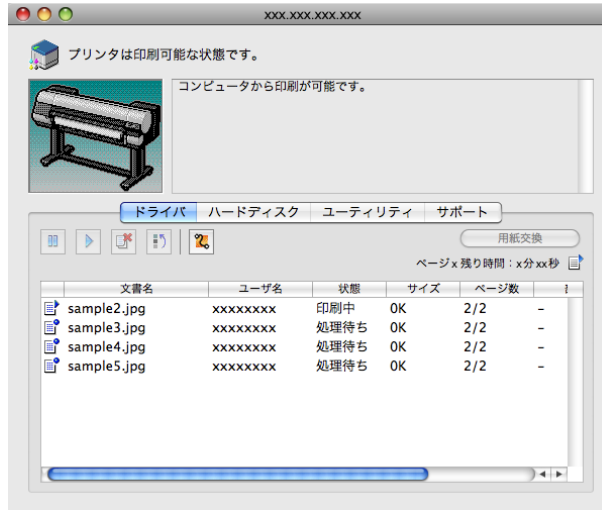 xxx.xxx.xxx.xxx
プリンタは印刷可能な状態です。
コンピュータから印刷が可能です。
ドライバ ハードディスク ユーティリティ サポート
用紙交換
ページx 残り時間：x分xx秒
文書名 ユーザ名 状態 サイズ ページ数
sample2.jpg xxxxxxxx 印刷中 0K 2/2 –
sample3.jpg xxxxxxxx 処理待ち 0K 2/2 –
sample4.jpg xxxxxxxx 処理待ち 0K 2/2 –
sample5.jpg xxxxxxxx 処理待ち 0K 2/2 –